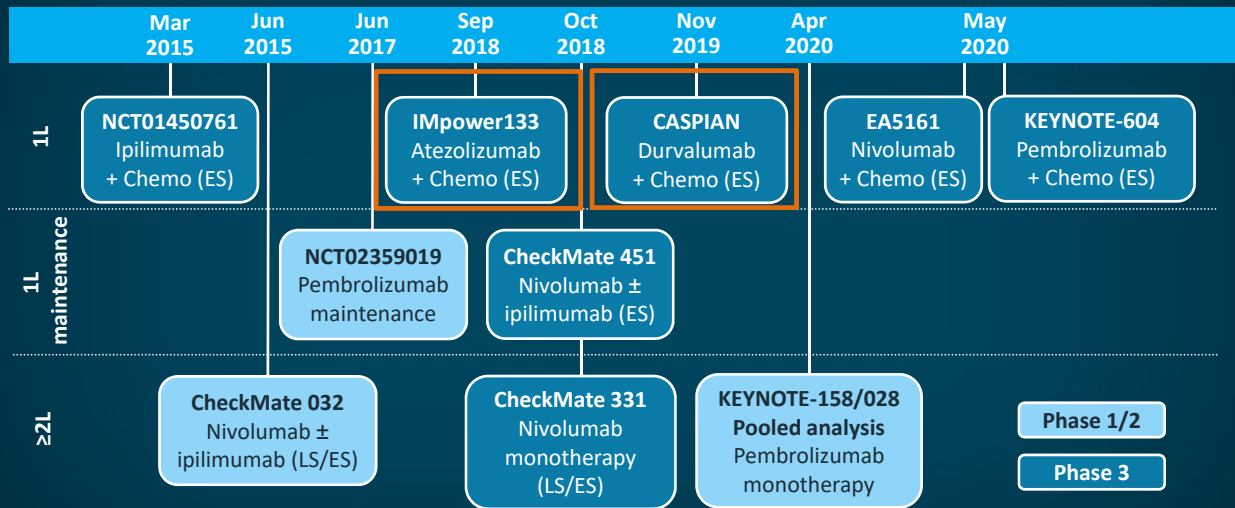 Mar
2015
Jun
2015
Jun
2017
Sep
2018
Oct
2018
Nov
2019
Apr
2020
May
2020
1L
NCT01450761
Ipilimumab
+ Chemo (ES)
IMpower133
Atezolizumab
+ Chemo (ES)
CASPIAN
Durvalumab
+ Chemo (ES)
EA5161
Nivolumab
+ Chemo (ES)
KEYNOTE-604
Pembrolizumab
+ Chemo (ES)
1L
maintenance
NCT02359019
Pembrolizumab
maintenance
CheckMate 451
Nivolumab ±
ipilimumab (ES)
≥2L
CheckMate 032
Nivolumab ±
ipilimumab (LS/ES)
CheckMate 331
Nivolumab
monotherapy
(LS/ES)
KEYNOTE-158/028
Pooled analysis
Pembrolizumab
monotherapy
Phase 1/2
Phase 3